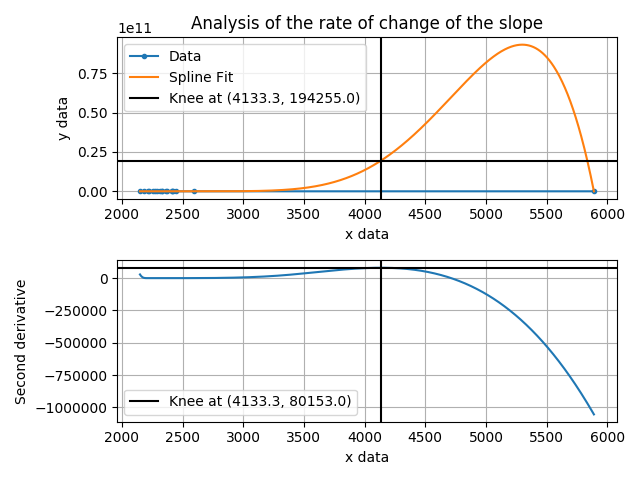 Analysis of the rate of change of the slope
1e11
Data
Spline Fit
Knee at (4133.3, 194255.0)
0.75
0.50
0.25
0.00
y data
2000 2500 3000 3500 4000 4500 5000 5500 6000
x data
0
−250000
−500000
−750000
−1000000
Second derivative
Knee at (4133.3, 80153.0)
2000 2500 3000 3500 4000 4500 5000 5500 6000
x data